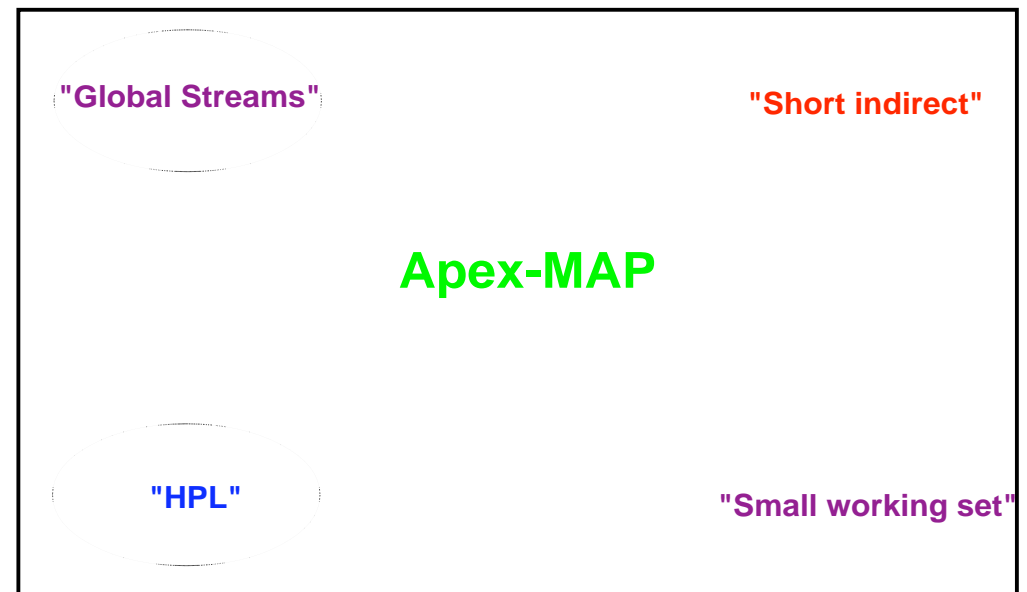 "Global Streams"
"Short indirect"
Apex-MAP
"HPL"
"Small working set"